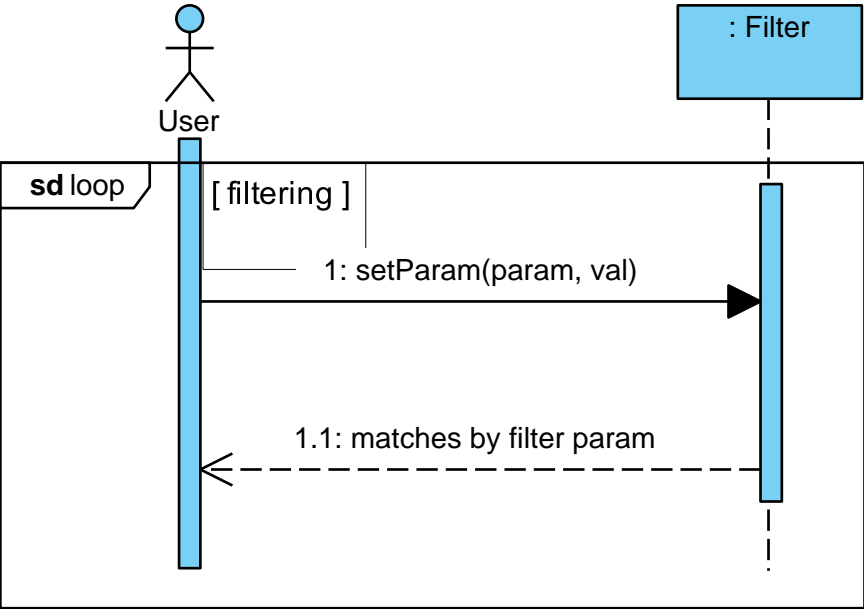 : Filter
User
sd loop
[ filtering ]
1: setParam(param, val)
1.1: matches by filter param